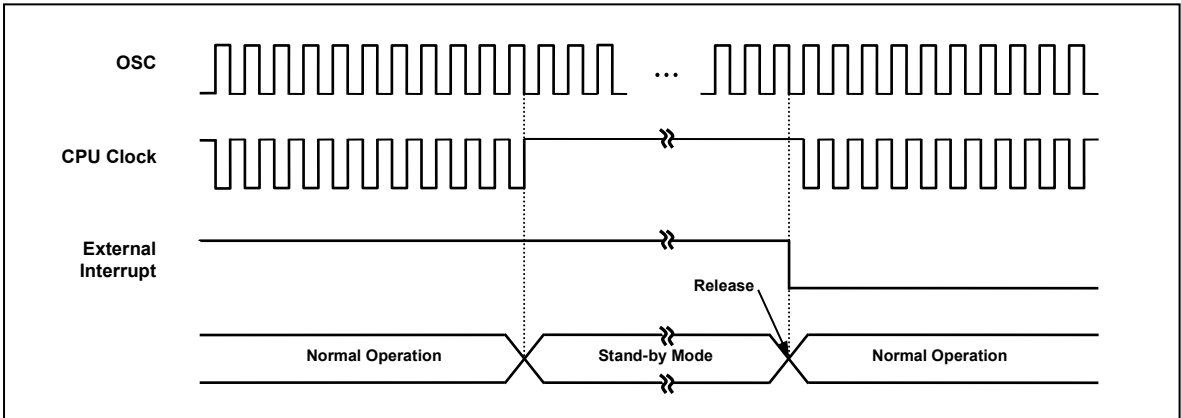 OSC
...
CPU Clock
External
Interrupt
Release
Normal Operation
Stand-by Mode
Normal Operation